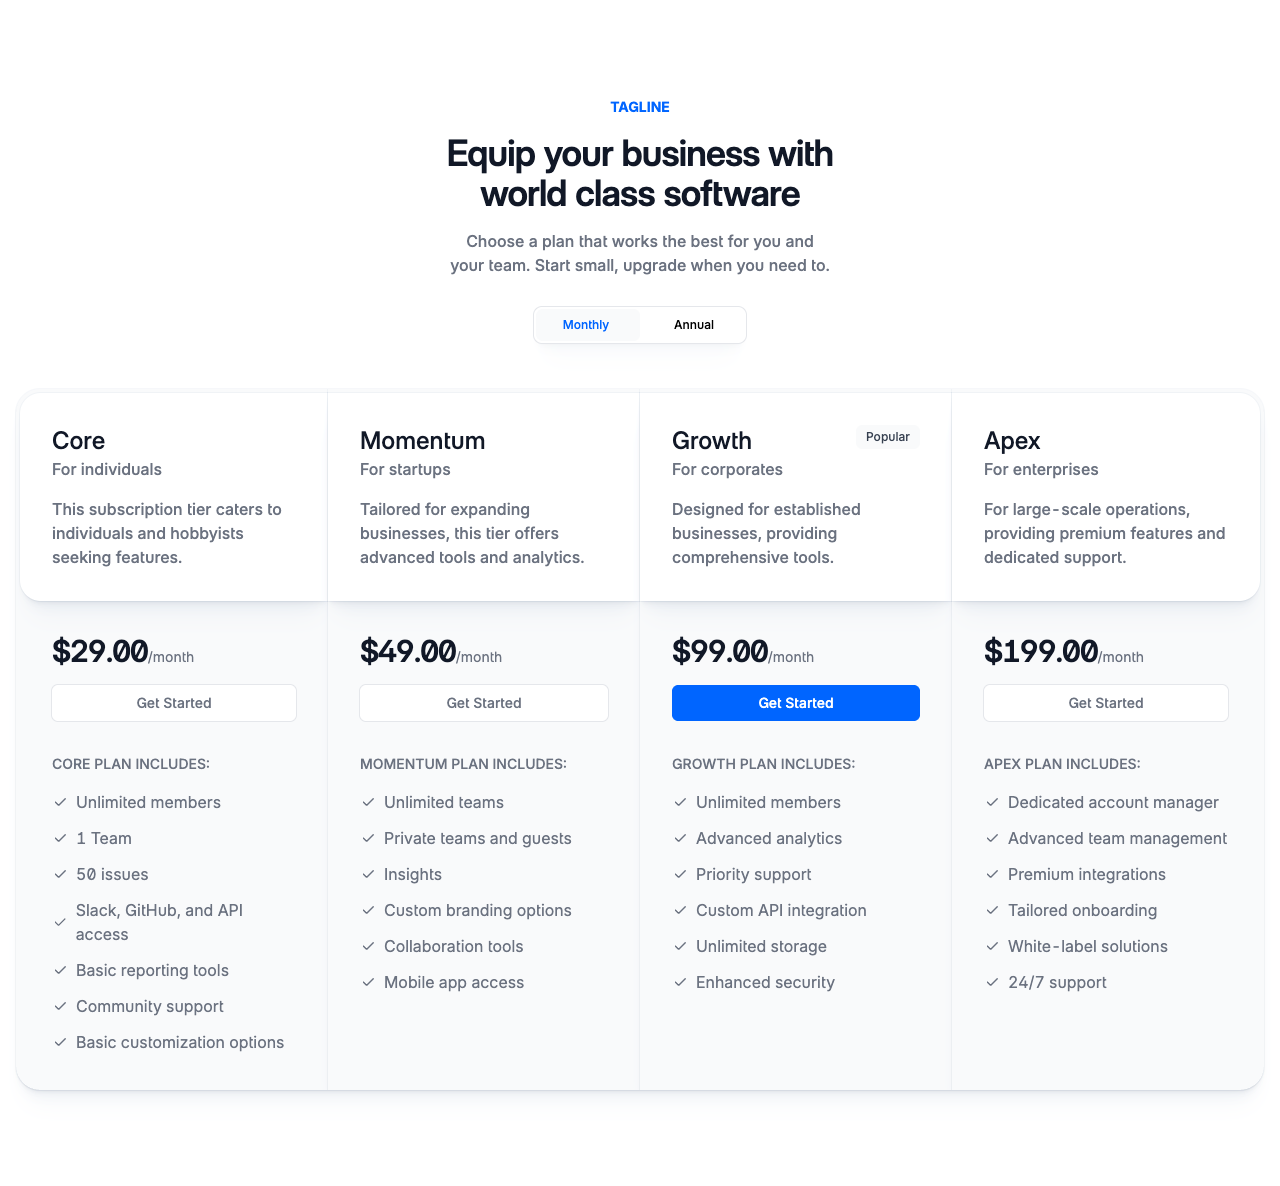 TAGLINE
Equip your business with
world class software
Choose a plan that works the best for you and
your team. Start small, upgrade when you need to.
Monthly
Annual
Core
For individuals
This subscription tier caters to
individuals and hobbyists
seeking features.
Momentum
For startups
Tailored for expanding
businesses, this tier offers
advanced tools and analytics.
Growth
Popular
For corporates
Designed for established
businesses, providing
comprehensive tools.
Apex
For enterprises
For large-scale operations,
providing premium features and
dedicated support.
$29.00/month
Get Started
CORE PLAN INCLUDES:
Unlimited members
1 Team
50 issues
Slack, GitHub, and API
access
Basic reporting tools
Community support
Basic customization options
$49.00/month
Get Started
MOMENTUM PLAN INCLUDES:
Unlimited teams
Private teams and guests
Insights
Custom branding options
Collaboration tools
Mobile app access
$99.00/month
Get Started
GROWTH PLAN INCLUDES:
Unlimited members
Advanced analytics
Priority support
Custom API integration
Unlimited storage
Enhanced security
$199.00/month
Get Started
APEX PLAN INCLUDES:
Dedicated account manager
Advanced team management
Premium integrations
Tailored onboarding
White-label solutions
24/7 support